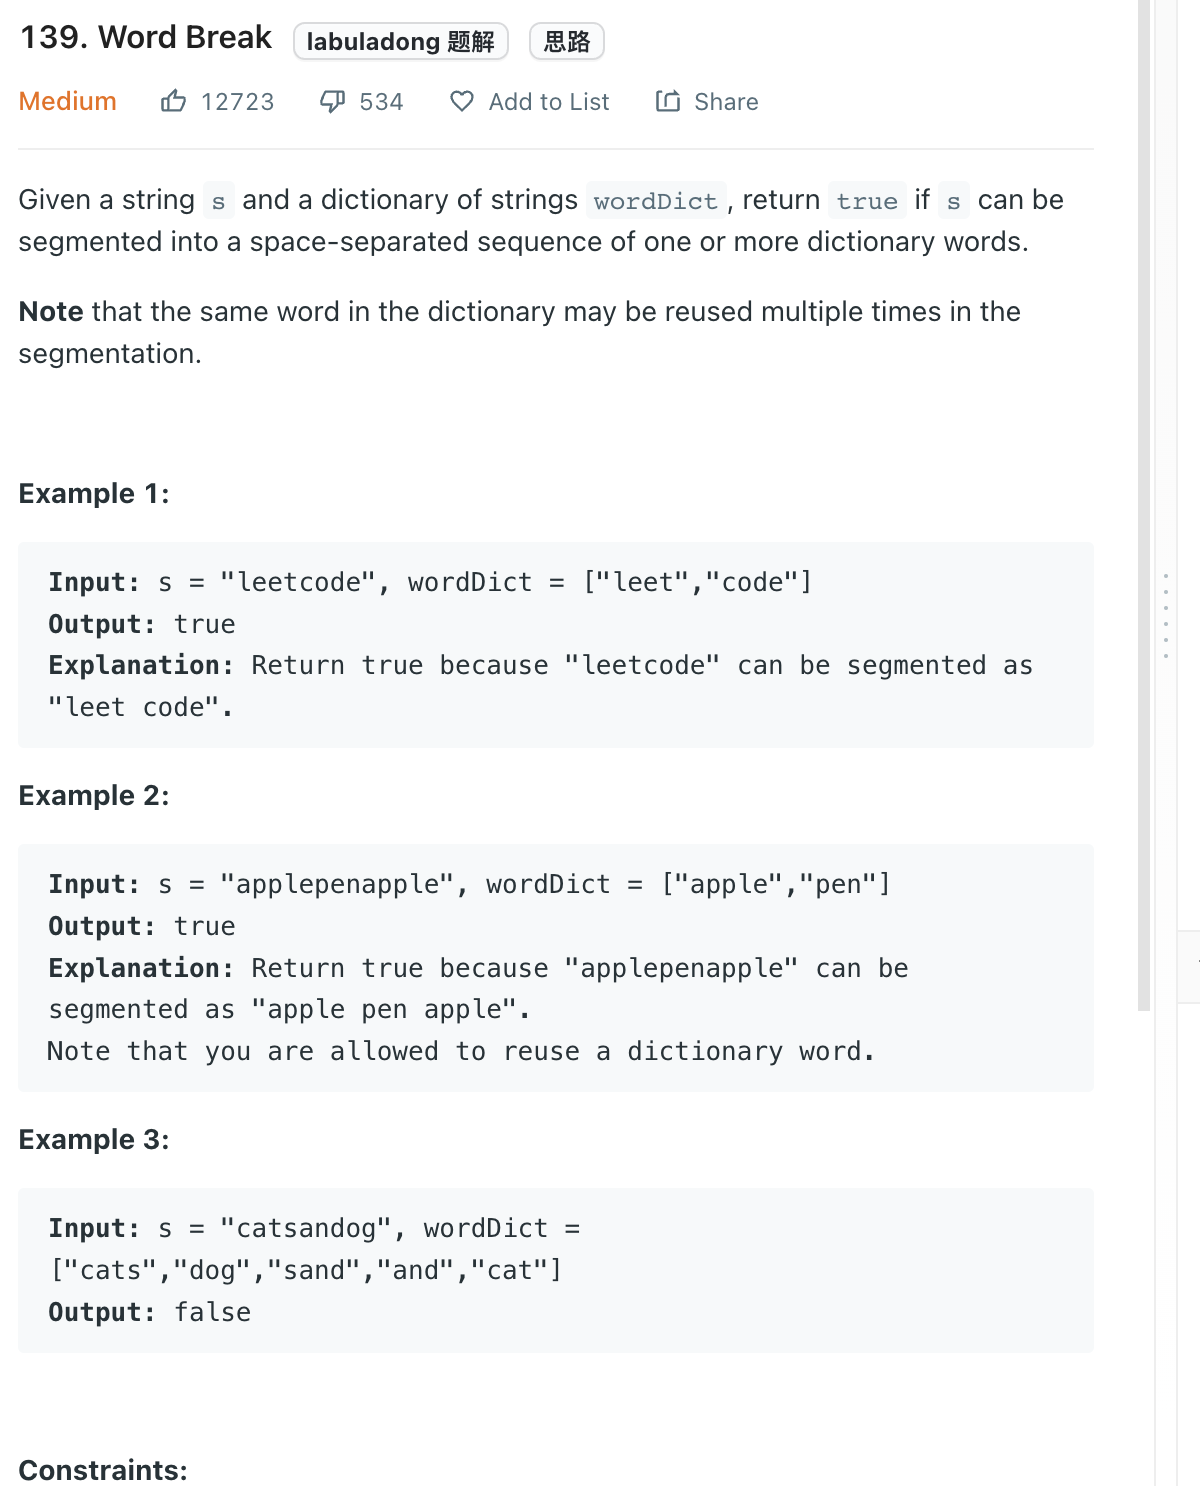 139. Word Break labuladong 题解 思路
Medium 12723 534 Add to List Share
Given a string s and a dictionary of strings wordDict, return true if s can be
segmented into a space-separated sequence of one or more dictionary words.
Note that the same word in the dictionary may be reused multiple times in the
segmentation.
Example 1:
Input: s = "leetcode", wordDict = ["leet","code"]
Output: true
Explanation: Return true because "leetcode" can be segmented as
"leet code".
Example 2:
Input: s = "applepenapple", wordDict = ["apple","pen"]
Output: true
Explanation: Return true because "applepenapple" can be
segmented as "apple pen apple".
Note that you are allowed to reuse a dictionary word.
Example 3:
Input: s = "catsandog", wordDict =
["cats","dog","sand","and","cat"]
Output: false
Constraints: